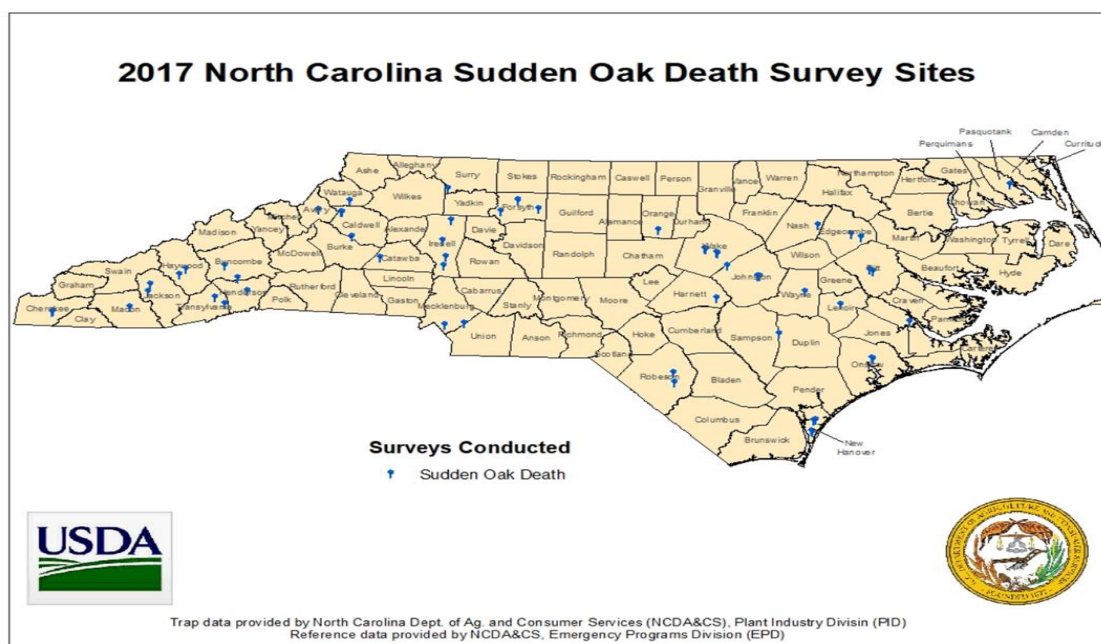 2017 North Carolina Sudden Oak Death Survey Sites
Pasquotank
Camden
Perquimans
Currituck
Alleghany
Ashe
Surry
Stokes
Rockingham
Caswell
Person
Vance
Warren
Northampton
Hertford
Gates
Granville
Halifax
Watauga
Wilkes
Yadkin
Forsyth
Guilford
Alamance
Orange
Durham
Franklin
Nash
Edgecombe
Bertie
Avery
Caldwell
Alexande
Iredell
Davie
Madison
Yancey
Burke
Davidson
Randolph
Chatham
Wake
Wilson
Martin
Washington
Tyrrell
Dare
McDowell
Catawba
Rowan
Haywood
Buncombe
Swain
Graham
Lincoln
Johnston
Greene
Pitt
Beaufort
Hyde
Rutherford
Cleveland
Gaston
Cabarrus
Lee
Harnett
Wayne
Lenoir
Craven
Jackson
Henderson
Polk
Mecklenburg
Stanly
Montgomery
Moore
Cherokee
Macon
Transylvania
Clay
Union
Anson
Richmond
Hoke
Cumberland
Sampson
Duplin
Jones
Carteret
Scotland
Robeson
Bladen
Onslow
Pender
Columbus
Brunswick
New
Hanover
Surveys Conducted
Sudden Oak Death
USDA
Trap data provided by North Carolina Dept. of Ag. and Consumer Services (NCDA&CS), Plant Industry Divisin (PID)
Reference data provided by NCDA&CS, Emergency Programs Division (EPD)